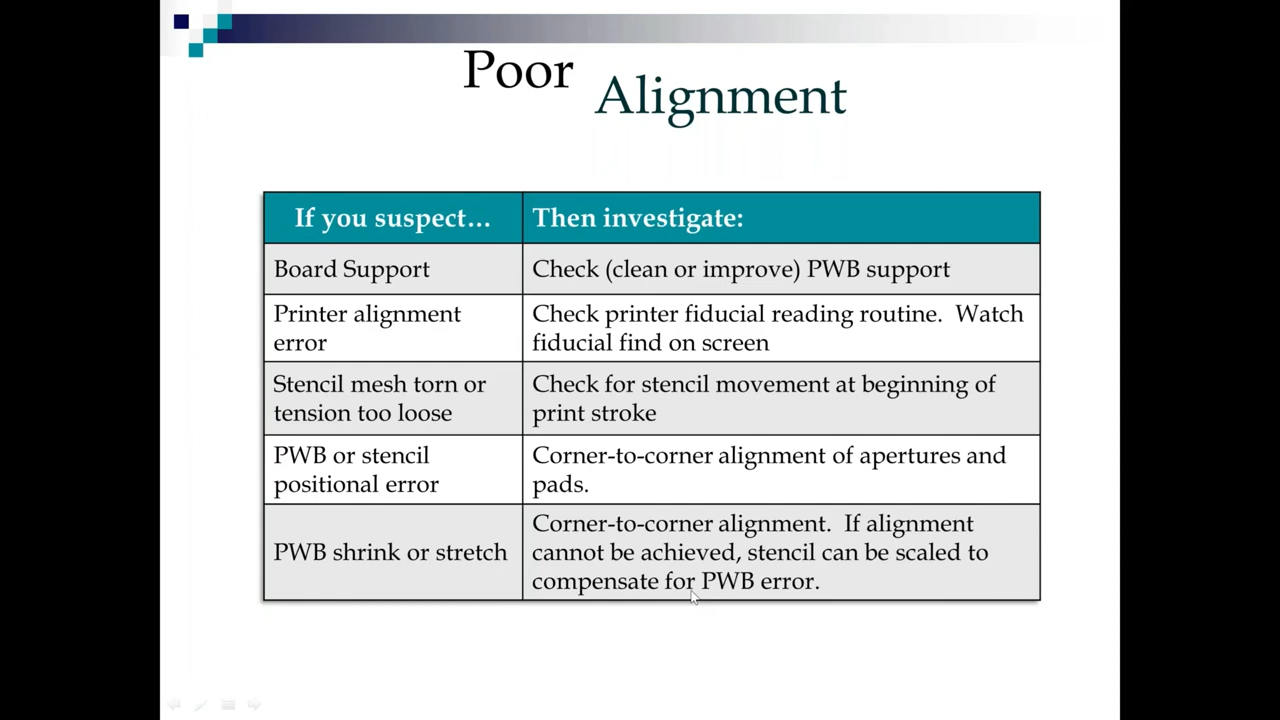 Poor Alignment
If you suspect…
Then investigate:
Board Support
Check (clean or improve) PWB support
Printer alignment
error
Check printer fiducial reading routine.  Watch
fiducial find on screen
Stencil mesh torn or
tension too loose
Check for stencil movement at beginning of
print stroke
PWB or stencil
positional error
Corner-to-corner alignment of apertures and
pads.
PWB shrink or stretch
Corner-to-corner alignment.  If alignment
cannot be achieved, stencil can be scaled to
compensate for PWB error.